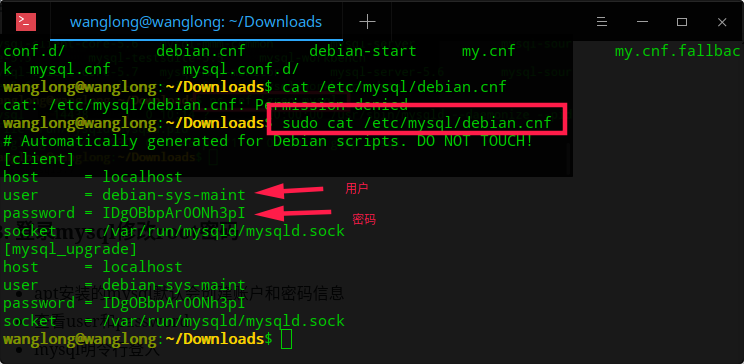 wanglong@wanglong: ~/Downloads
conf.d/ debian.cnf debian-start my.cnf my.cnf.fallbac
k mysql.cnf mysql.conf.d/
wanglong@wanglong:~/Downloads$ cat /etc/mysql/debian.cnf
cat: /etc/mysql/debian.cnf: Permission denied
wanglong@wanglong:~/Downloads$ sudo cat /etc/mysql/debian.cnf
# Automatically generated for Debian scripts. DO NOT TOUCH!
[client]
host = localhost
user = debian-sys-maint 用户
password = IDgOBbpArOONh3pI 密码
socket = /var/run/mysqld/mysqld.sock
[mysql_upgrade]
host = localhost
user = debian-sys-maint
password = IDgOBbpArOONh3pI
socket = /var/run/mysqld/mysqld.sock
wanglong@wanglong:~/Downloads$